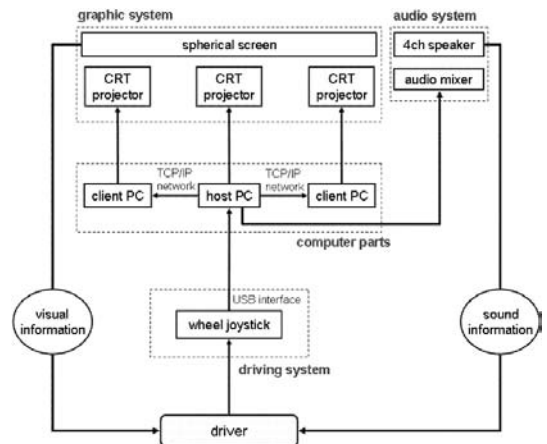 graphic system
audio system
spherical screen
4ch speaker
audio mixer
CRT
projector
CRT
projector
CRT
projector
TCP/IP
network
TCP/IP
network
client PC
host PC
client PC
computer parts
USB interface
visual
information
wheel joystick
sound
information
driving system
driver